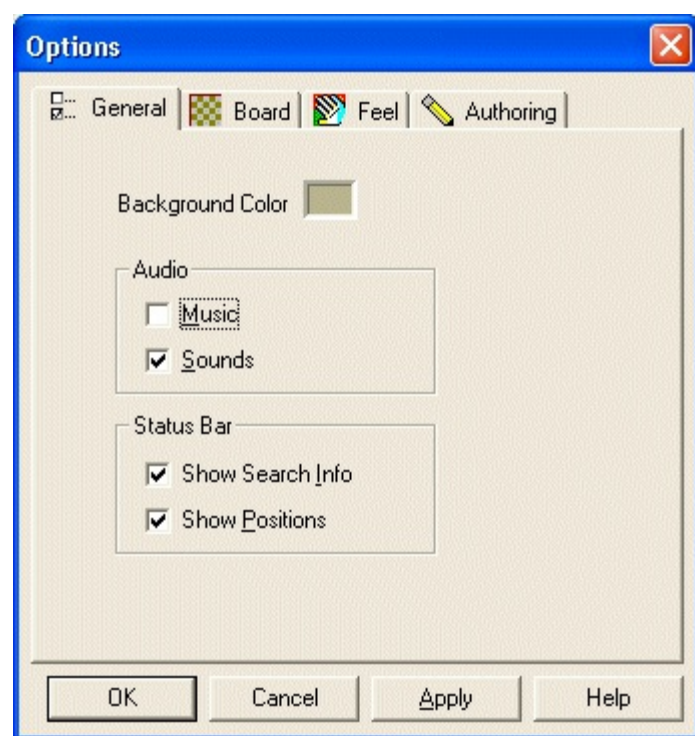 Options
General Board Feel Authoring
Background Color
Audio
Music
Sounds
Status Bar
Show Search Info
Show Positions
OK Cancel Apply Help